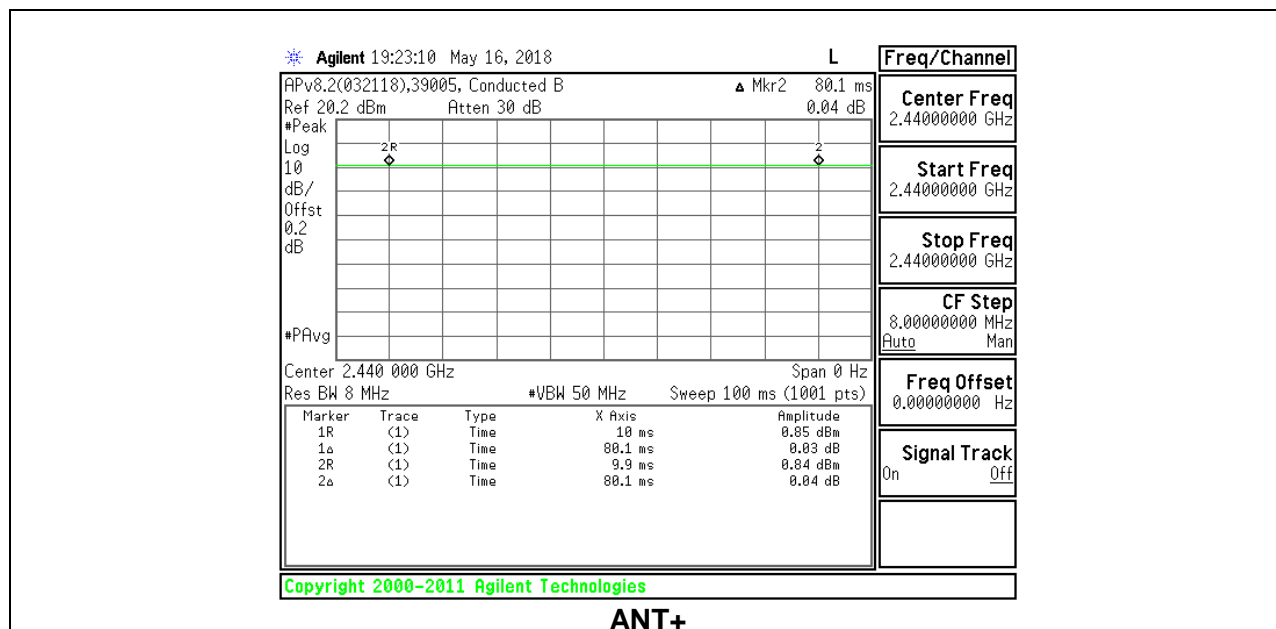 Agilent 19:23:10 May 16, 2018 L
APv8.2(032118),39005, Conducted B Δ Mkr2 80.1 ms
Ref 20.2 dBm Atten 30 dB 0.04 dB
#Peak
Log
10
dB/
Offst
0.2
dB
#PAvg
2R 2
Center 2.440 000 GHz Span 0 Hz
Res BW 8 MHz #VBW 50 MHz Sweep 100 ms (1001 pts)
Marker Trace Type X Axis Amplitude
1R (1) Time 10 ms 0.85 dBm
1Δ (1) Time 80.1 ms 0.03 dB
2R (1) Time 9.9 ms 0.84 dBm
2Δ (1) Time 80.1 ms 0.04 dB
Freq/Channel
Center Freq
2.44000000 GHz
Start Freq
2.44000000 GHz
Stop Freq
2.44000000 GHz
CF Step
8.00000000 MHz
Auto Man
Freq Offset
0.00000000 Hz
Signal Track
On Off
Copyright 2000-2011 Agilent Technologies
ANT+